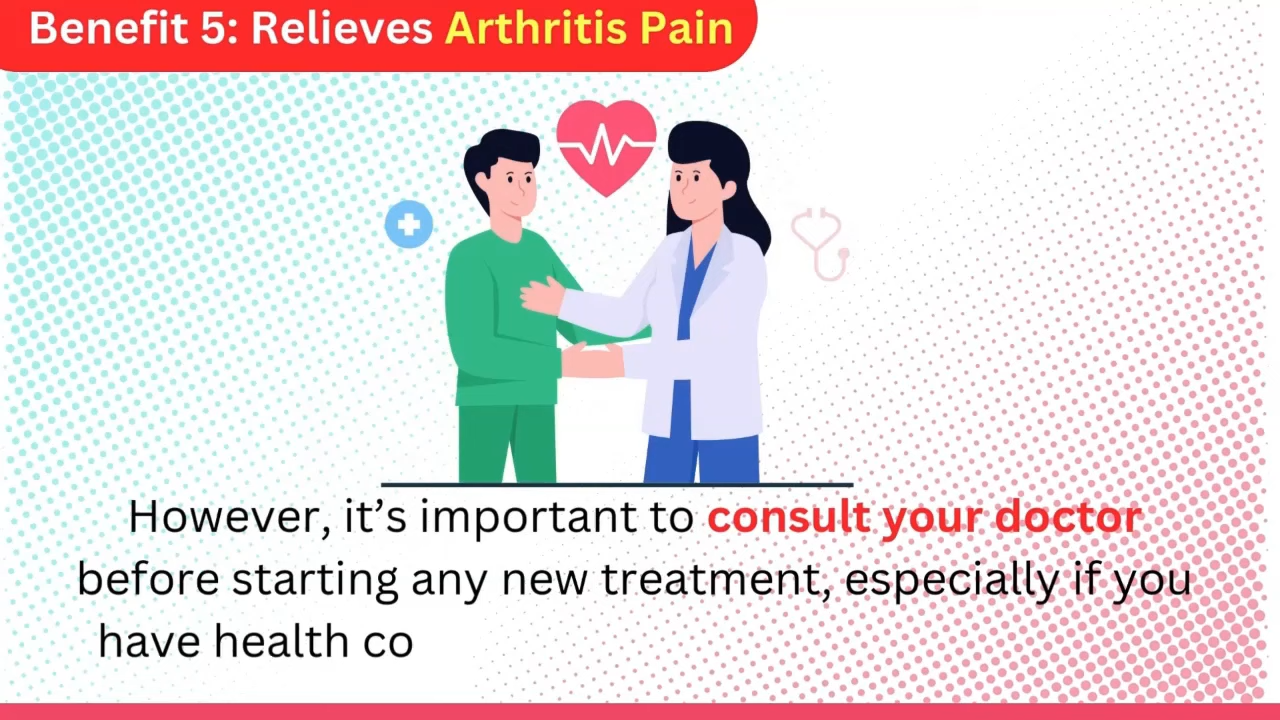 Benefit 5: Relieves Arthritis Pain
However, it’s important to consult your doctor
before starting any new treatment, especially if you
have health co